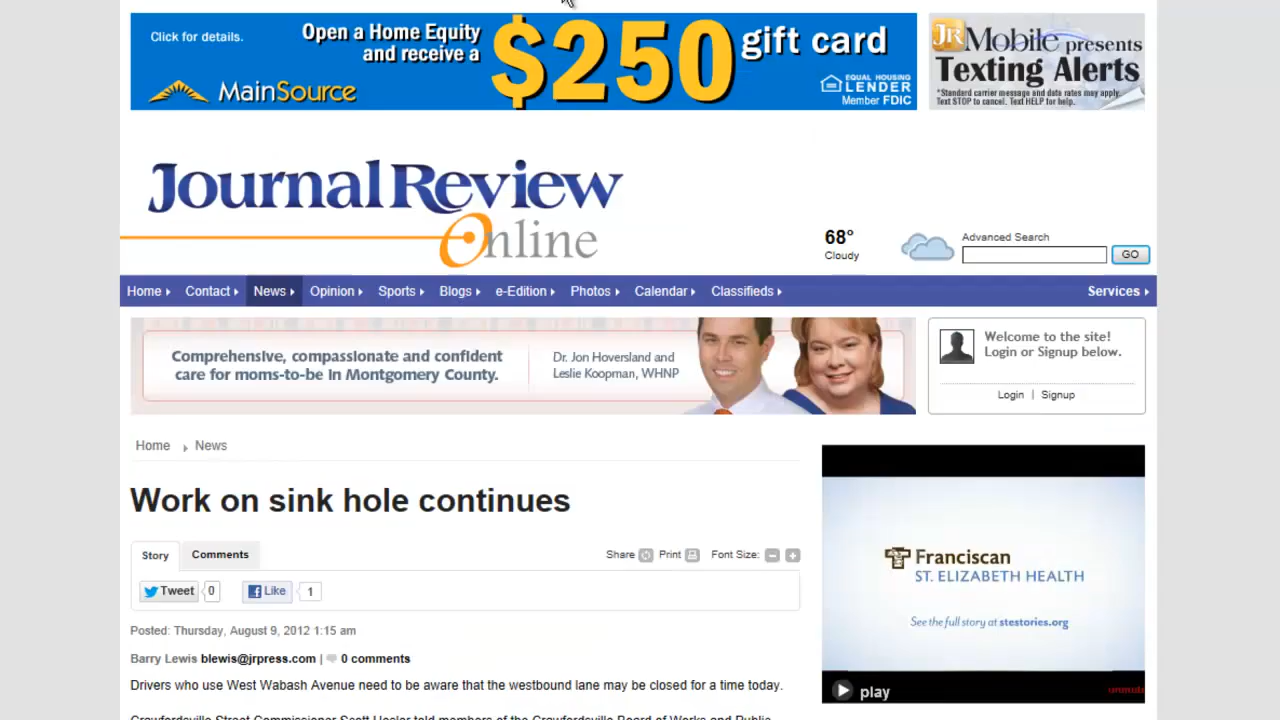 Click for details.
Open a Home Equity
and receive a
$250
gift card
MainSource
EQUAL HOUSING
LENDER
Member FDIC
JR Mobile presents
Texting Alerts
*Standard carrier message and data rates may apply.
Text STOP to cancel. Text HELP for help.
Journal Review
Online
68°
Cloudy
Advanced Search
GO
Home
Contact
News
Opinion
Sports
Blogs
e-Edition
Photos
Calendar
Classifieds
Services
Comprehensive, compassionate and confident
care for moms-to-be in Montgomery County.
Dr. Jon Hoversland and
Leslie Koopman, WHNP
Welcome to the site!
Login or Signup below.
Login | Signup
Home News
Work on sink hole continues
Story Comments
Share Print Font Size:
Tweet 0 Like 1
Posted: Thursday, August 9, 2012 1:15 am
Barry Lewis blewis@jrpress.com | 0 comments
Drivers who use West Wabash Avenue need to be aware that the westbound lane may be closed for a time today.
Crawfordsville Street Commissioner Scott Hesler told members of the Crawfordsville Board of Works and Public
Franciscan
ST. ELIZABETH HEALTH
See the full story at stestories.org
play
unmute